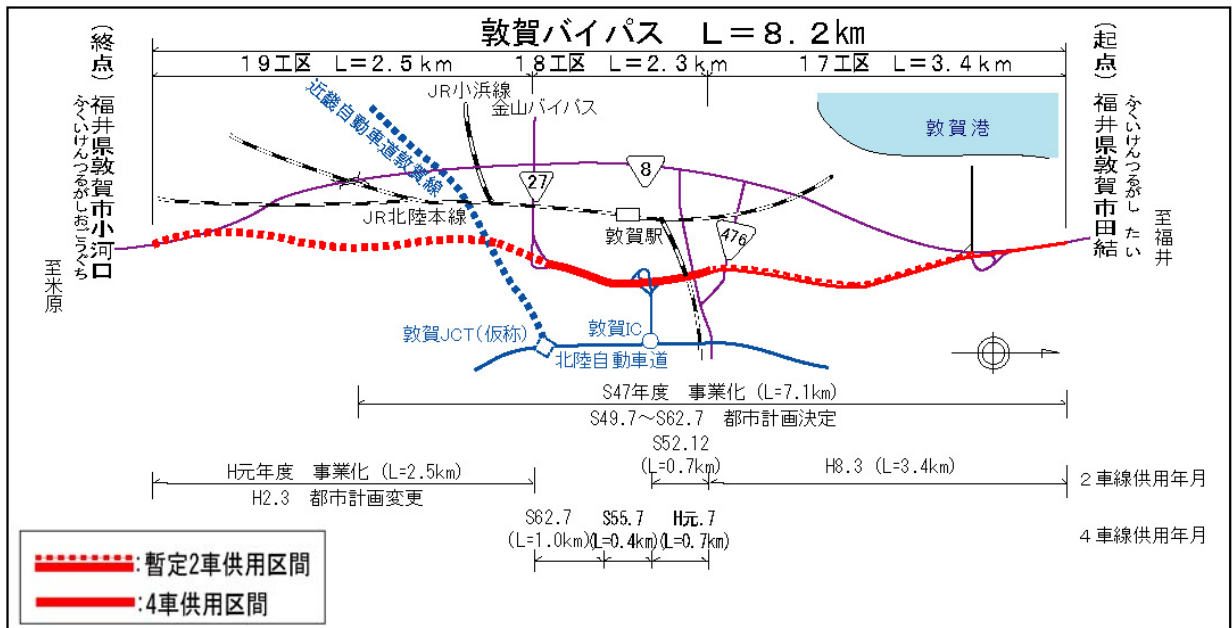 敦賀バイパス L=8.2km
19工区 L=2.5km
18工区 L=2.3km
17工区 L=3.4km
(終点)福井県敦賀市小河口
ふくいけんつるがしおごうぐち
至米原
(起点)福井県敦賀市田結
ふくいけんつるがし たい
至福井
近畿自動車道敦賀線
JR小浜線
金山バイパス
敦賀港
27
8
476
JR北陸本線
敦賀駅
敦賀JCT(仮称)
敦賀IC
北陸自動車道
S47年度 事業化 (L=7.1km)
S49.7~S62.7 都市計画決定
S52.12
(L=0.7km)
H元年度 事業化 (L=2.5km)
H2.3 都市計画変更
H8.3 (L=3.4km)
2車線供用年月
S62.7
(L=1.0km)
S55.7
(L=0.4km)
H元.7
(L=0.7km)
4車線供用年月
:暫定2車供用区間
:4車供用区間